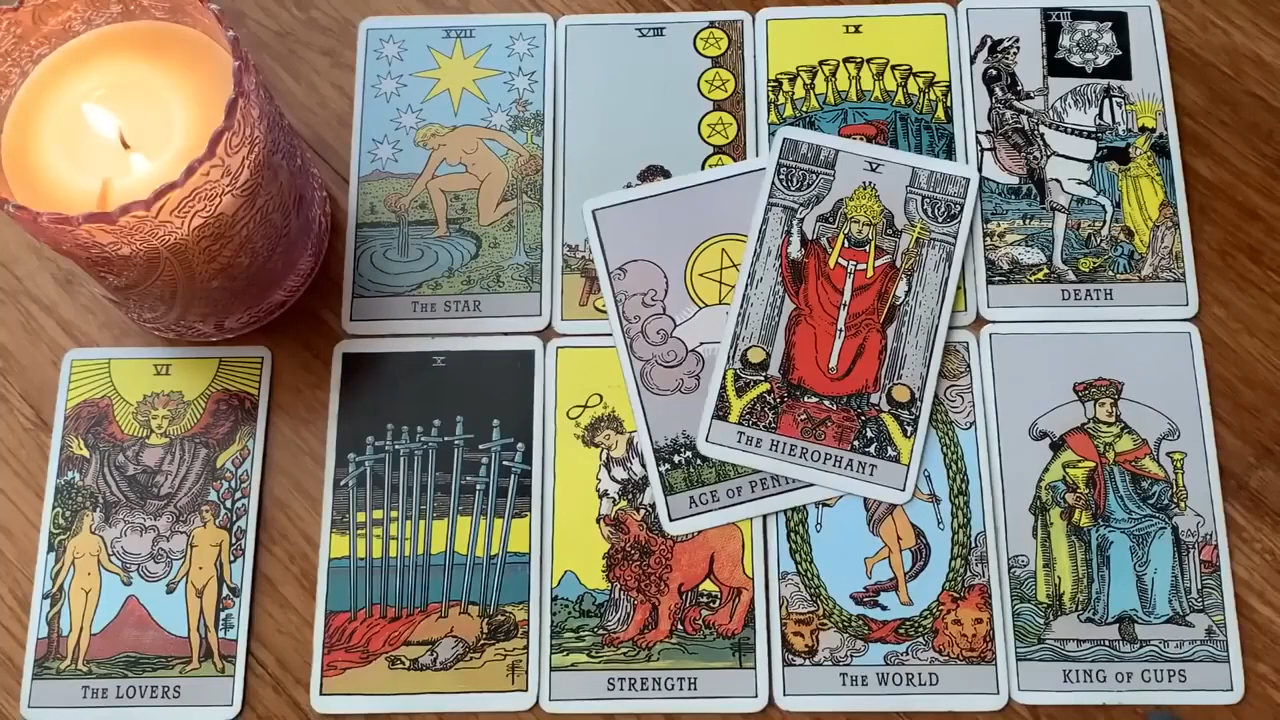 XVII
THE STAR
VIII
IX
XIII
DEATH
V
THE HIEROPHANT
ACE OF PENT
VI
THE LOVERS
X
STRENGTH
THE WORLD
KING OF CUPS